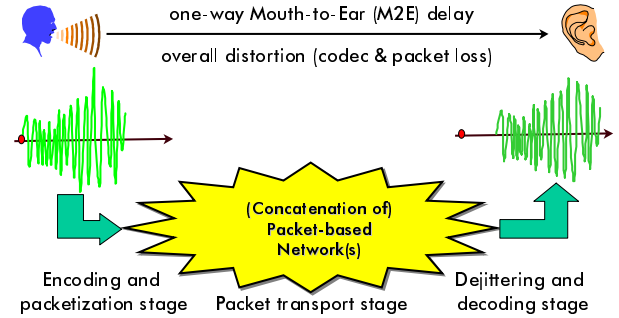 one-way Mouth-to-Ear (M2E) delay
overall distortion (codec & packet loss)
(Concatenation of)
Packet-based
Network(s)
Encoding and
packetization stage
Packet transport stage
Dejittering and
decoding stage